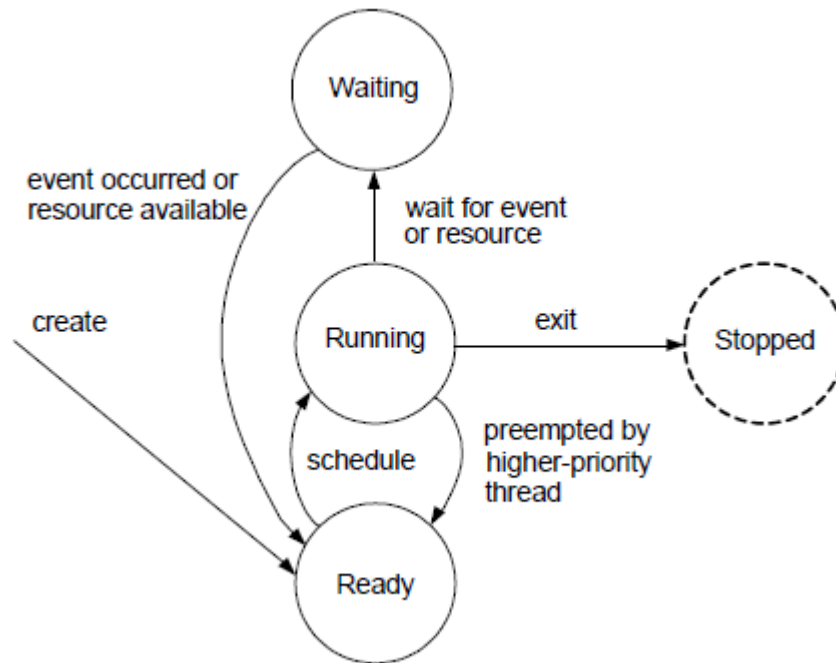 Waiting
event occurred or
resource available
wait for event
or resource
create
Running
exit
Stopped
schedule
preempted by
higher-priority
thread
Ready